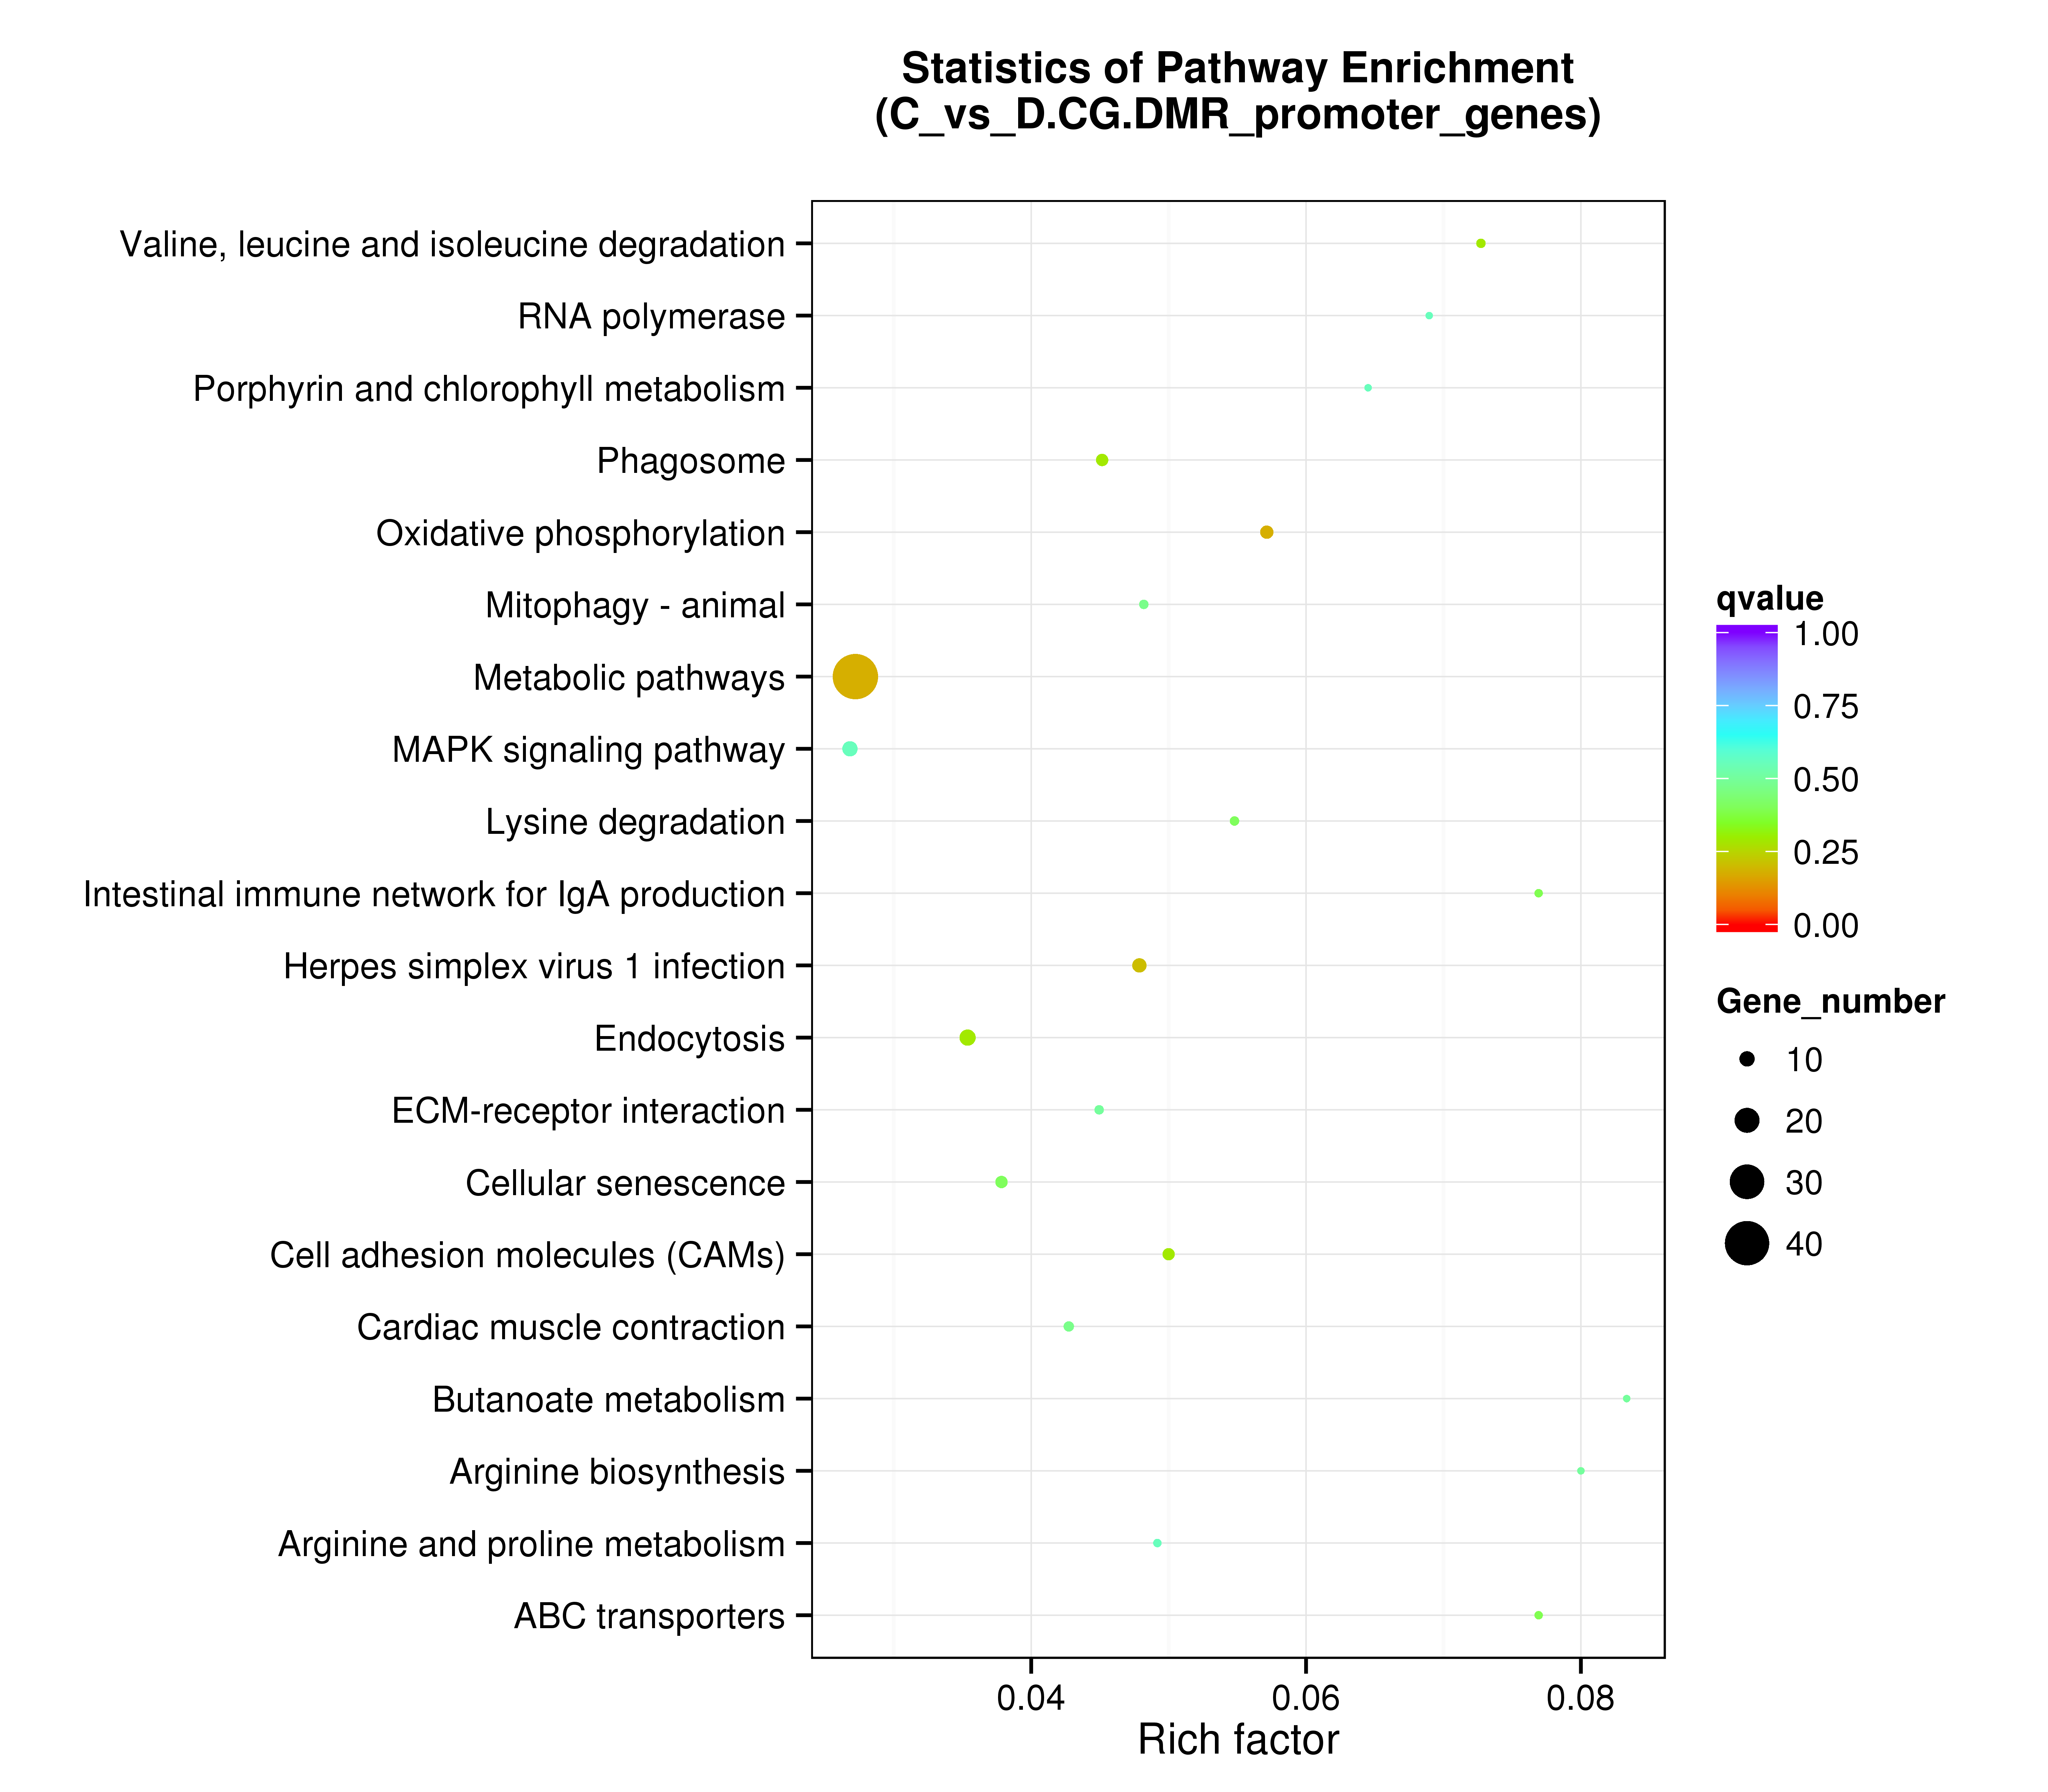 Statistics of Pathway Enrichment
(C_vs_D.CG.DMR_promoter_genes)
Valine, leucine and isoleucine degradation
RNA polymerase
Porphyrin and chlorophyll metabolism
Phagosome
Oxidative phosphorylation
Mitophagy - animal
Metabolic pathways
MAPK signaling pathway
Lysine degradation
Intestinal immune network for IgA production
Herpes simplex virus 1 infection
Endocytosis
ECM-receptor interaction
Cellular senescence
Cell adhesion molecules (CAMs)
Cardiac muscle contraction
Butanoate metabolism
Arginine biosynthesis
Arginine and proline metabolism
ABC transporters
0.04 0.06 0.08
Rich factor
qvalue
1.00
0.75
0.50
0.25
0.00
Gene_number
10
20
30
40